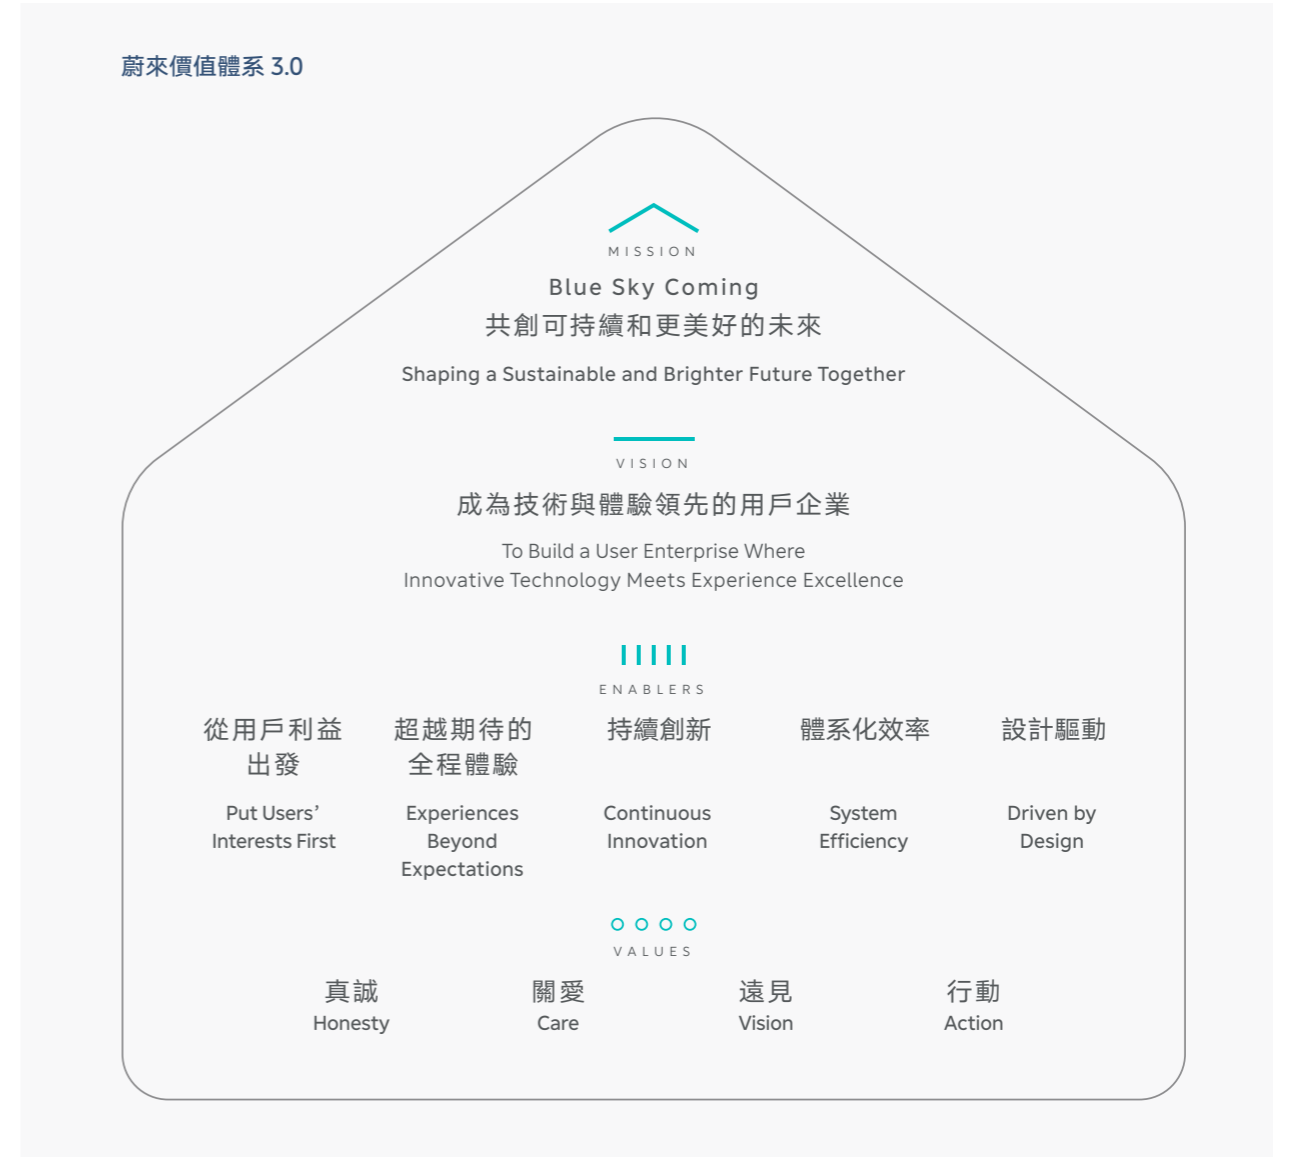 蔚來價值體系 3.0
MISSION
Blue Sky Coming
共創可持續和更美好的未來
Shaping a Sustainable and Brighter Future Together
VISION
成為技術與體驗領先的用戶企業
To Build a User Enterprise Where
Innovative Technology Meets Experience Excellence
ENABLERS
從用戶利益
出發
Put Users’
Interests First
超越期待的
全程體驗
Experiences
Beyond
Expectations
持續創新
Continuous
Innovation
體系化效率
System
Efficiency
設計驅動
Driven by
Design
VALUES
真誠
Honesty
關愛
Care
遠見
Vision
行動
Action